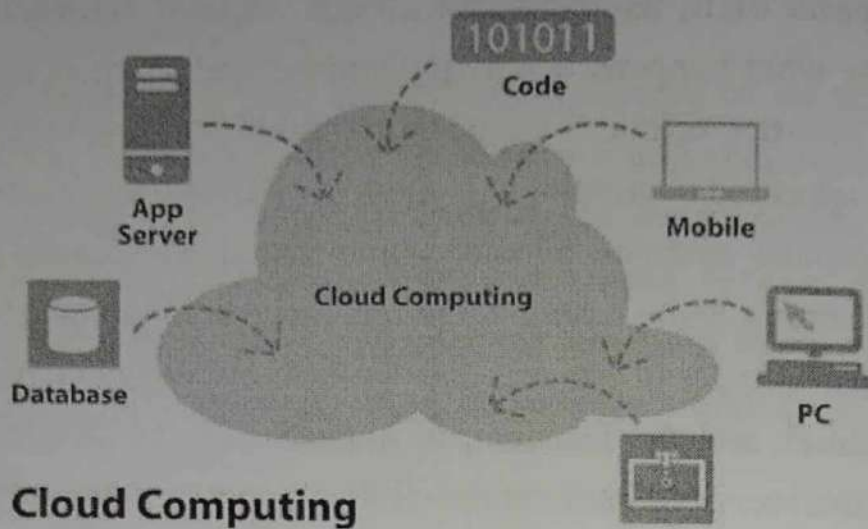 101011
Code
App
Server
Mobile
Cloud Computing
Database
PC
Cloud Computing